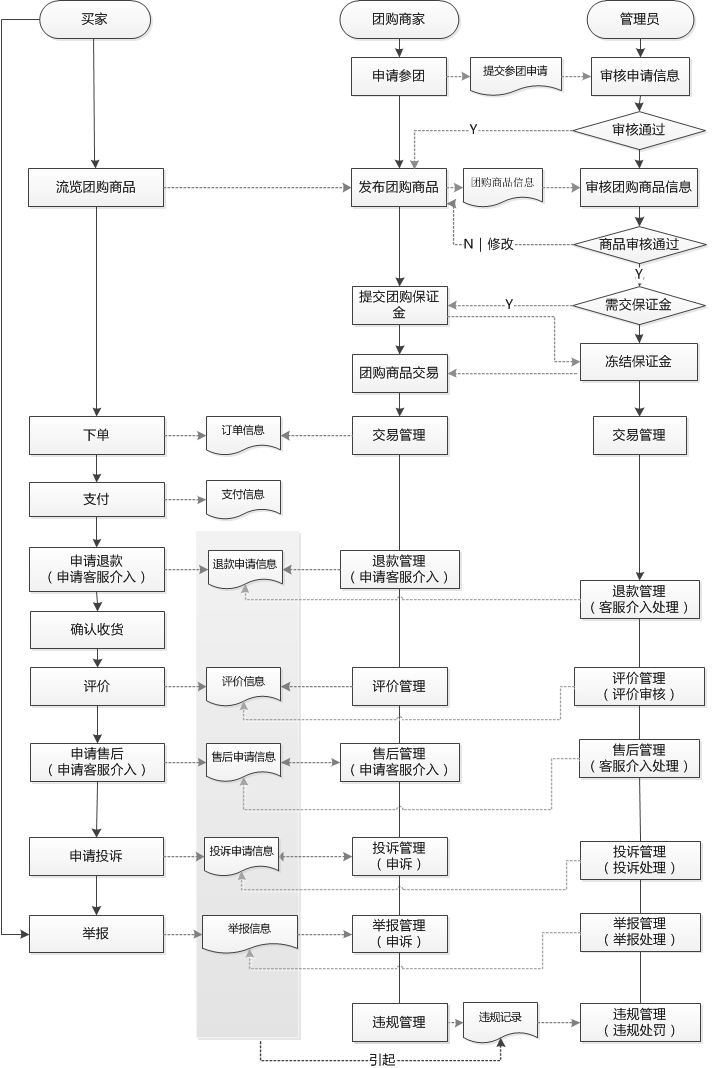 买家
团购商家
管理员
申请参团
提交参团申请
审核申请信息
Y
审核通过
流览团购商品
发布团购商品
团购商品信息
审核团购商品信息
N｜修改
商品审核通过
Y
提交团购保证
金
Y
需交保证金
团购商品交易
冻结保证金
下单
订单信息
交易管理
交易管理
支付
支付信息
申请退款
（申请客服介入）
退款申请信息
退款管理
（申请客服介入）
退款管理
（客服介入处理）
确认收货
评价
评价信息
评价管理
评价管理
（评价审核）
申请售后
（申请客服介入）
售后申请信息
售后管理
（申请客服介入）
售后管理
（客服介入处理）
申请投诉
投诉申请信息
投诉管理
（申诉）
投诉管理
（投诉处理）
举报
举报信息
举报管理
（申诉）
举报管理
（举报处理）
违规管理
违规记录
违规管理
（违规处罚）
引起